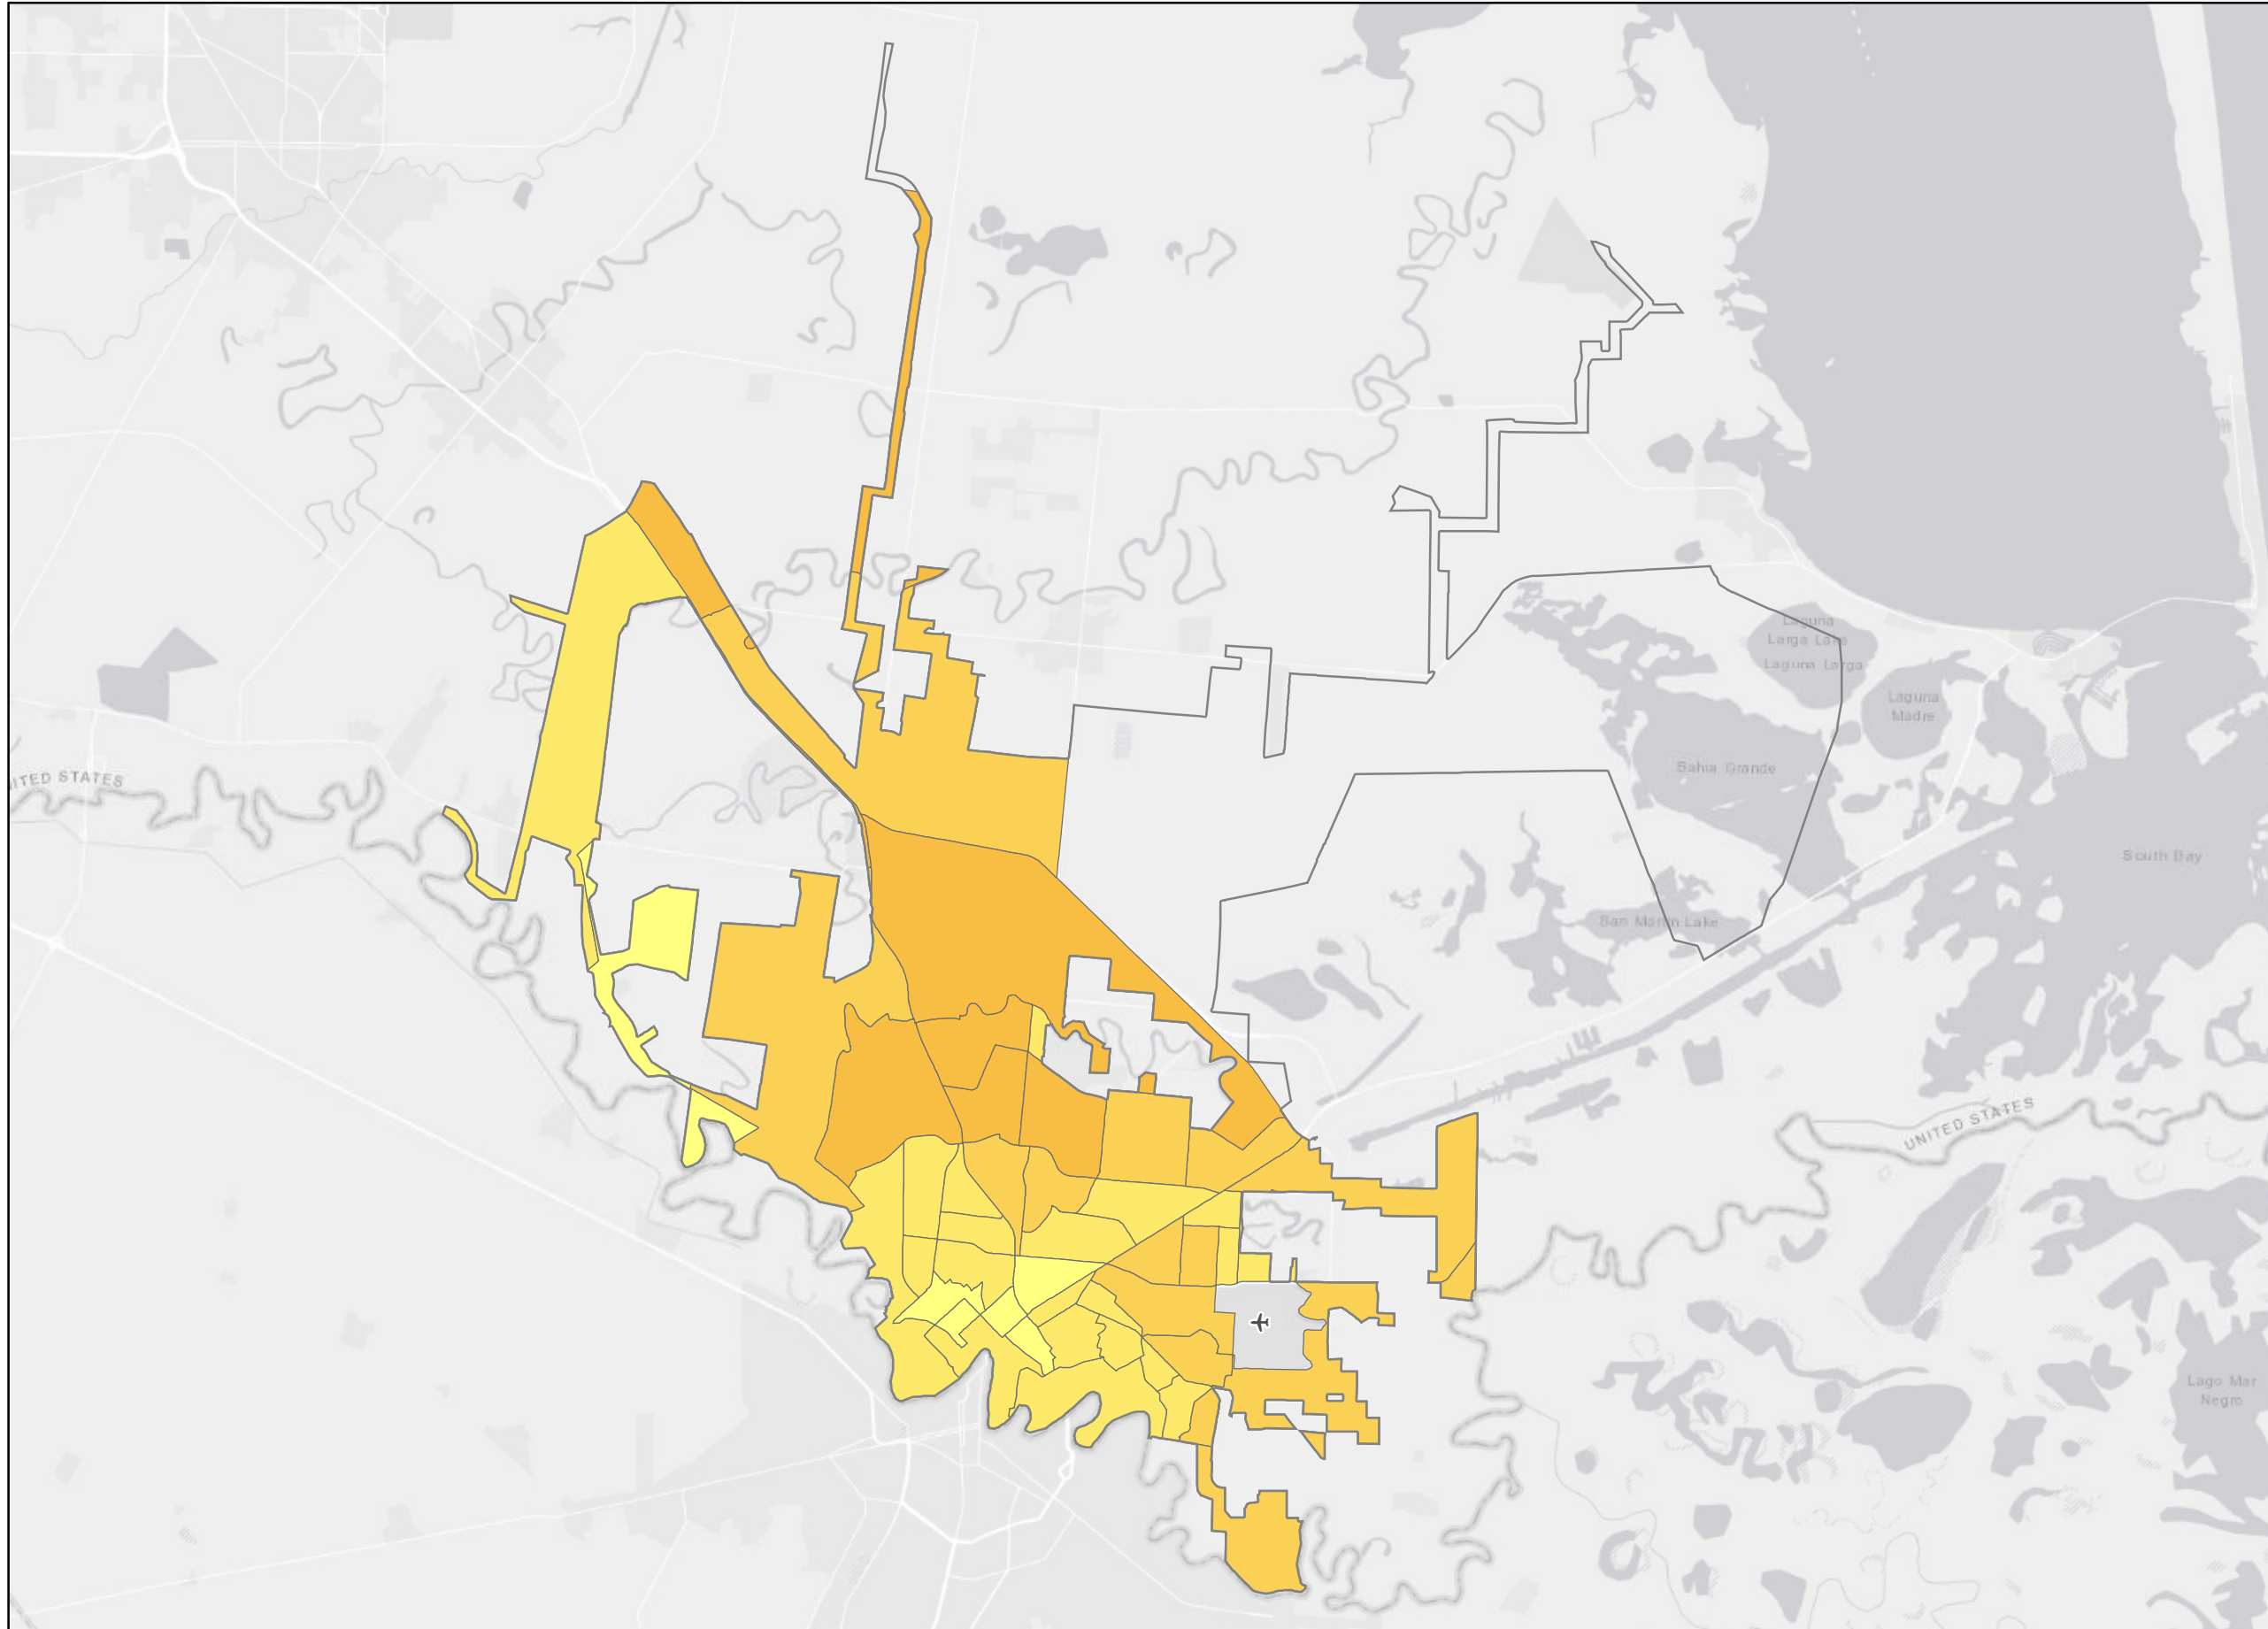 Laguna
Larga Lake
Laguna Larga
Laguna
Madre
Bahia Grande
UNITED STATES
South Bay
San Martin Lake
UNITED STATES
Lago Mar
Negro